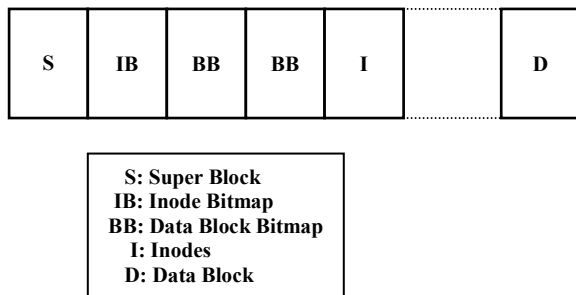 S IB BB BB I D
S: Super Block
IB: Inode Bitmap
BB: Data Block Bitmap
I: Inodes
D: Data Block